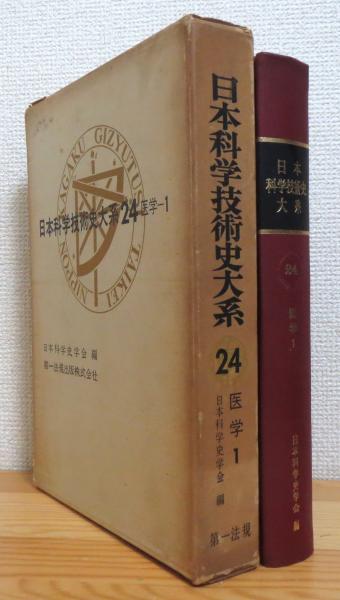 NIPPON KAGAKU GIZYUTUSI TAIKEI
日本科学技術史大系24医学-1
日本科学史学会 編
第一法規出版株式会社
日本科学技術史大系
24
医学1
日本科学史学会 編
第一法規
日本
科学技術史
大系
24
医学1
日本科学史学会 編